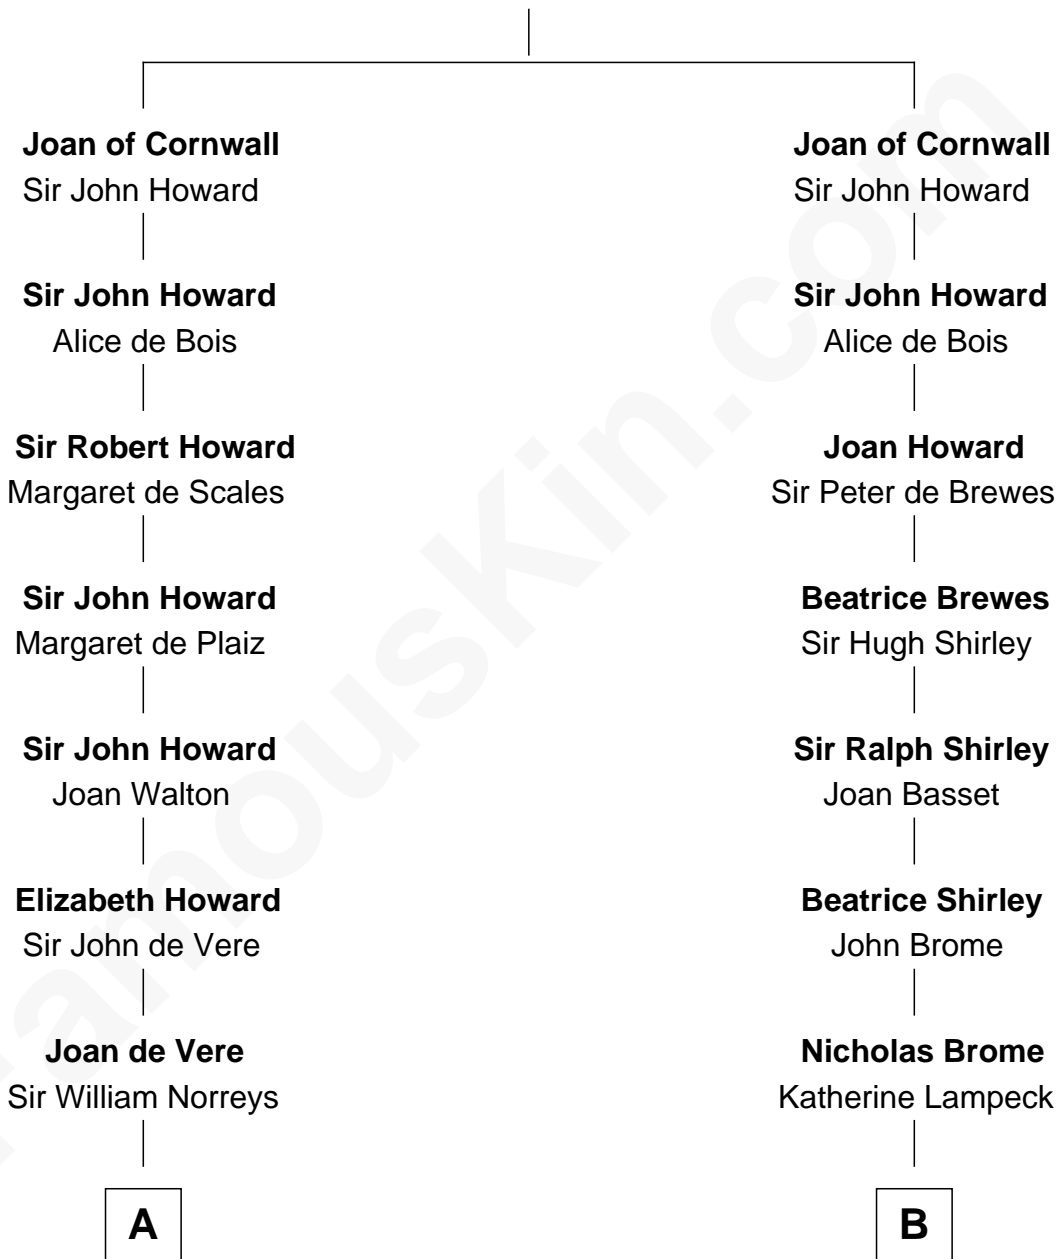 Joan of Cornwall
Sir John Howard
Sir John Howard
Alice de Bois
Sir Robert Howard
Margaret de Scales
Sir John Howard
Margaret de Plaiz
Sir John Howard
Joan Walton
Elizabeth Howard
Sir John de Vere
Joan de Vere
Sir William Norreys
A
Joan of Cornwall
Sir John Howard
Sir John Howard
Alice de Bois
Joan Howard
Sir Peter de Brewes
Beatrice Brewes
Sir Hugh Shirley
Sir Ralph Shirley
Joan Basset
Beatrice Shirley
John Brome
Nicholas Brome
Katherine Lampeck
B
FamousKin.com